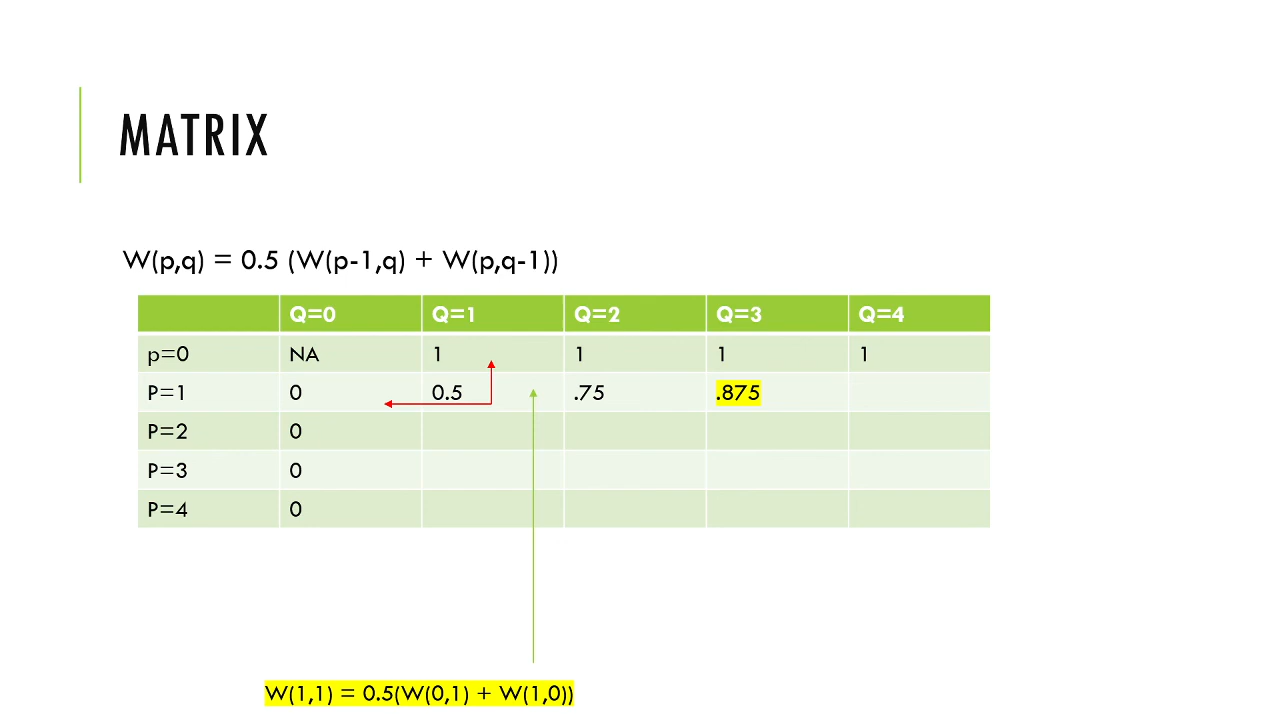 MATRIX
W(p,q) = 0.5 (W(p-1,q) + W(p,q-1))
Q=0 Q=1 Q=2 Q=3 Q=4
p=0 NA 1 1 1 1
P=1 0 0.5 .75 .875
P=2 0
P=3 0
P=4 0
W(1,1) = 0.5(W(0,1) + W(1,0))